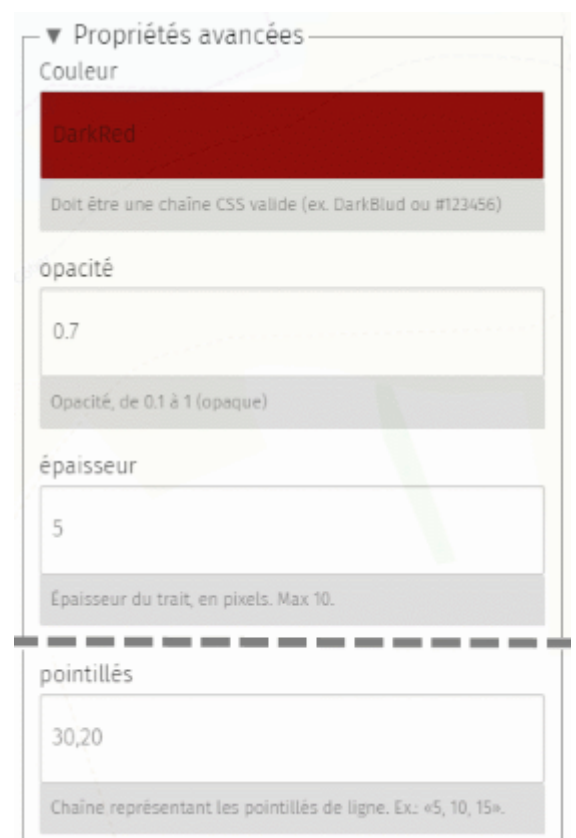 ▼ Propriétés avancées
Couleur
DarkRed
Doit être une chaîne CSS valide (ex. DarkBlud ou #123456)
opacité
0.7
Opacité, de 0.1 à 1 (opaque)
épaisseur
5
Épaisseur du trait, en pixels. Max 10.
pointillés
30,20
Chaîne représentant les pointillés de ligne. Ex.: «5, 10, 15».